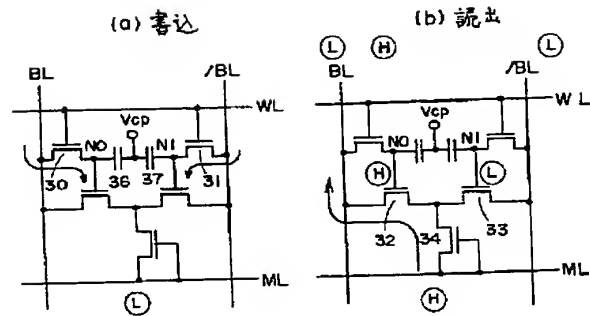 (a) 書込
(b) 読出
Ⓛ Ⓗ Ⓛ
BL /BL
BL /BL
WL
WL
Vcp
Vcp
N0 N1
N0 N1
30 36 37 31
Ⓗ Ⓛ
32 34 33
ML
ML
Ⓛ
Ⓗ